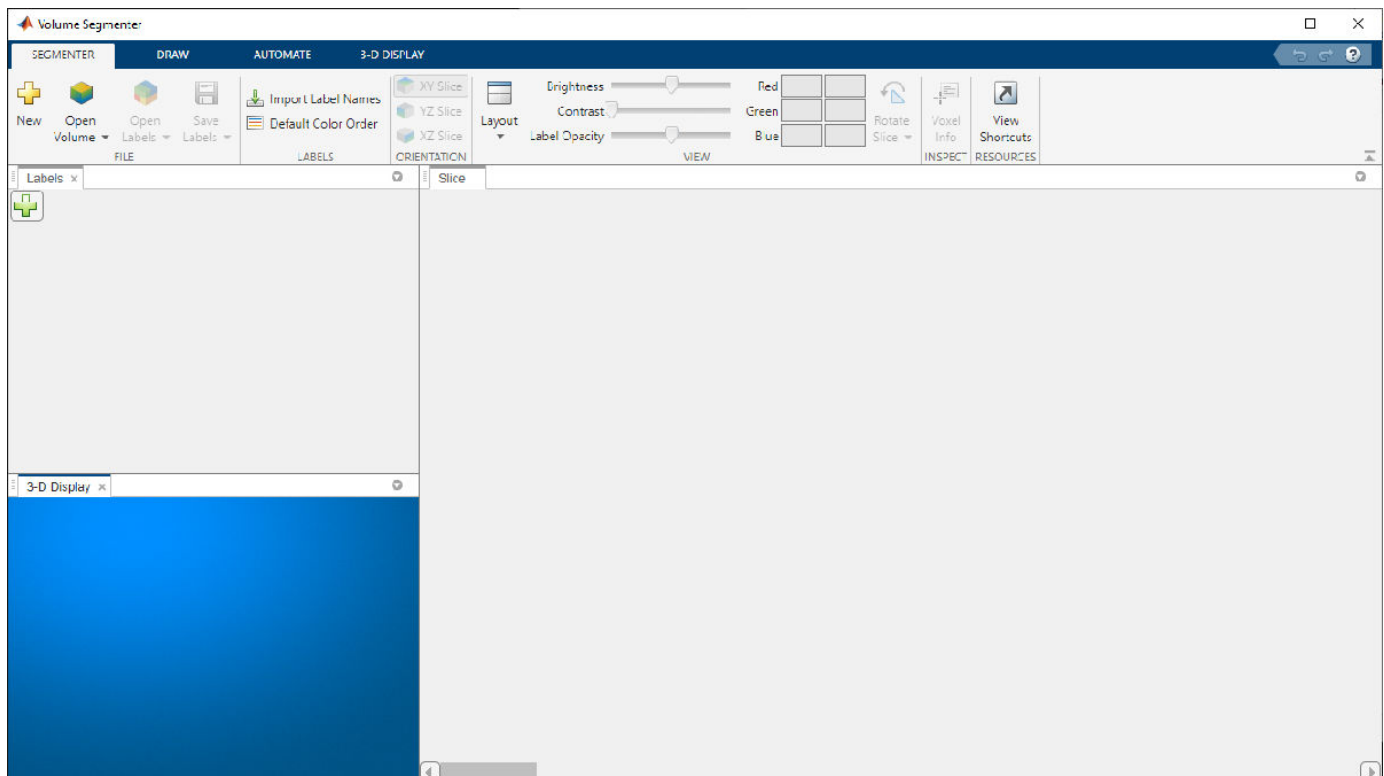 Volume Segmenter
SEGMENTER DRAW AUTOMATE 3-D DISPLAY
New
Open Volume
Open Labels
Save Labels
FILE
Import Label Names
Default Color Order
LABELS
XY Slice
YZ Slice
XZ Slice
ORIENTATION
Layout
Brightness
Contrast
Label Opacity
Red
Green
Blue
Rotate Slice
VIEW
Voxel Info
INSPECT
View Shortcuts
RESOURCES
Labels
Slice
3-D Display